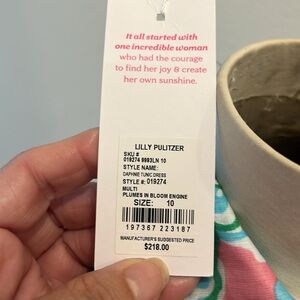 It all started with
one incredible woman
who had the courage
to find her joy & create
her own sunshine.
LILLY PULITZER
SKU #
019274 9993LN 10
STYLE NAME:
DAPHNIE TUNIC DRESS
STYLE #: 019274
MULTI
PLUMES IN BLOOM ENGINE
SIZE: 10
197367 223187
MANUFACTURER'S SUGGESTED PRICE
$218.00